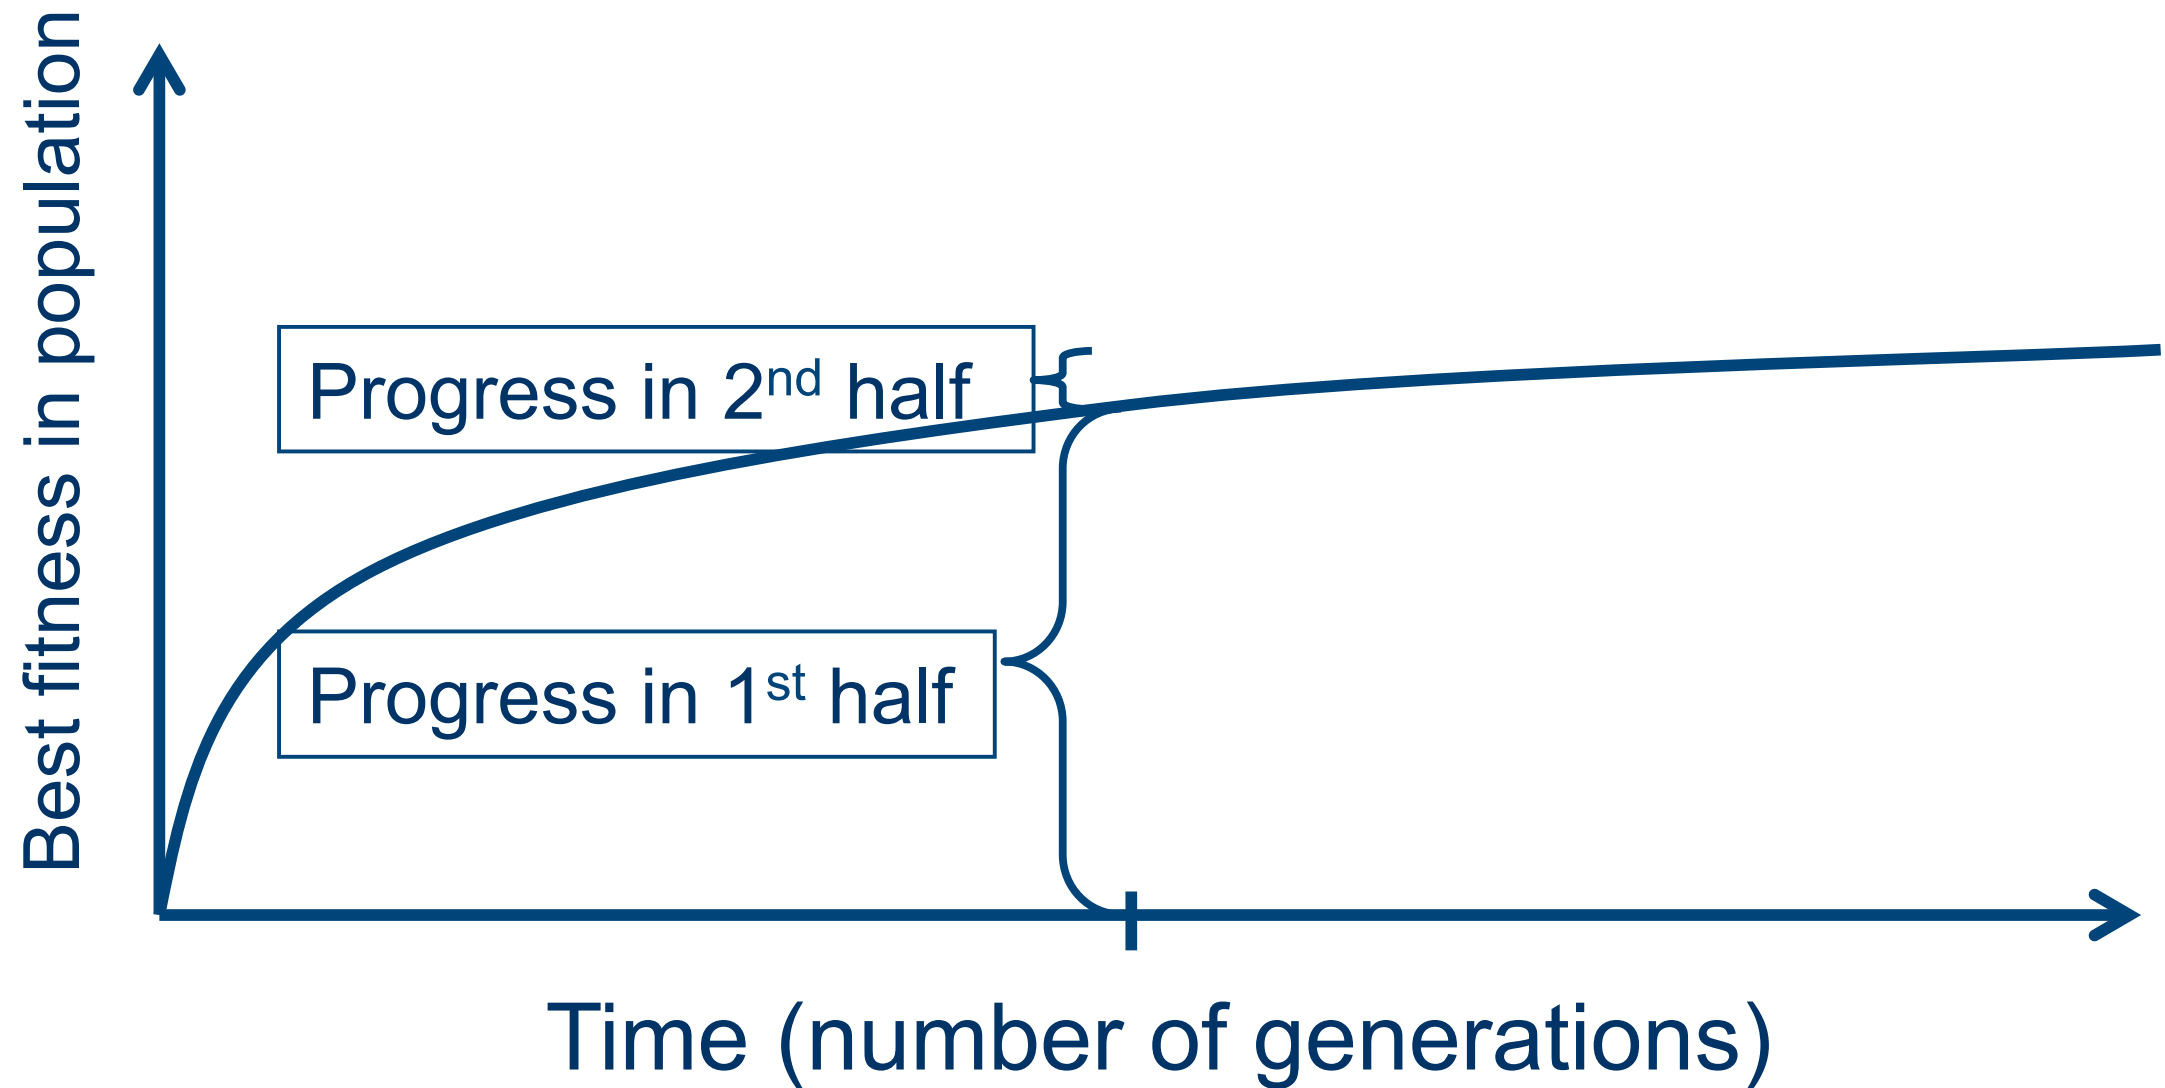 Best fitness in population
Progress in 2nd half
Progress in 1st half
Time (number of generations)